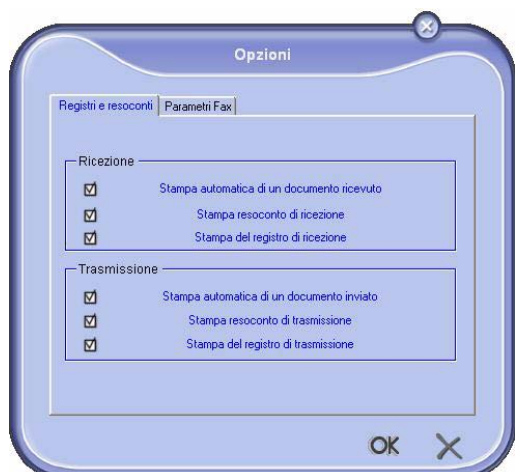 Opzioni
Registri e resoconti Parametri Fax
Ricezione
Stampa automatica di un documento ricevuto
Stampa resoconto di ricezione
Stampa del registro di ricezione
Trasmissione
Stampa automatica di un documento inviato
Stampa resoconto di trasmissione
Stampa del registro di trasmissione
OK